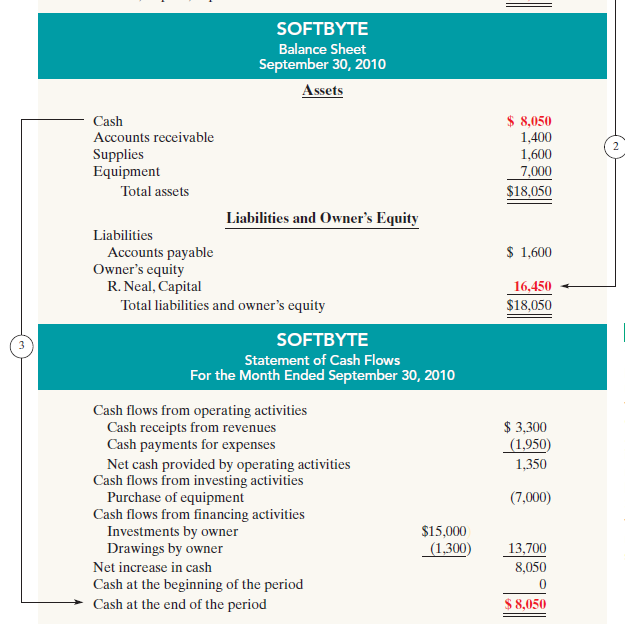 SOFTBYTE
Balance Sheet
September 30, 2010
Assets
Cash $ 8,050
Accounts receivable 1,400
Supplies 1,600
Equipment 7,000
Total assets $18,050
Liabilities and Owner's Equity
Liabilities
Accounts payable $ 1,600
Owner's equity
R. Neal, Capital 16,450
Total liabilities and owner's equity $18,050
2
3
SOFTBYTE
Statement of Cash Flows
For the Month Ended September 30, 2010
Cash flows from operating activities
Cash receipts from revenues $ 3,300
Cash payments for expenses (1,950)
Net cash provided by operating activities 1,350
Cash flows from investing activities
Purchase of equipment (7,000)
Cash flows from financing activities
Investments by owner $15,000
Drawings by owner (1,300) 13,700
Net increase in cash 8,050
Cash at the beginning of the period 0
Cash at the end of the period $ 8,050